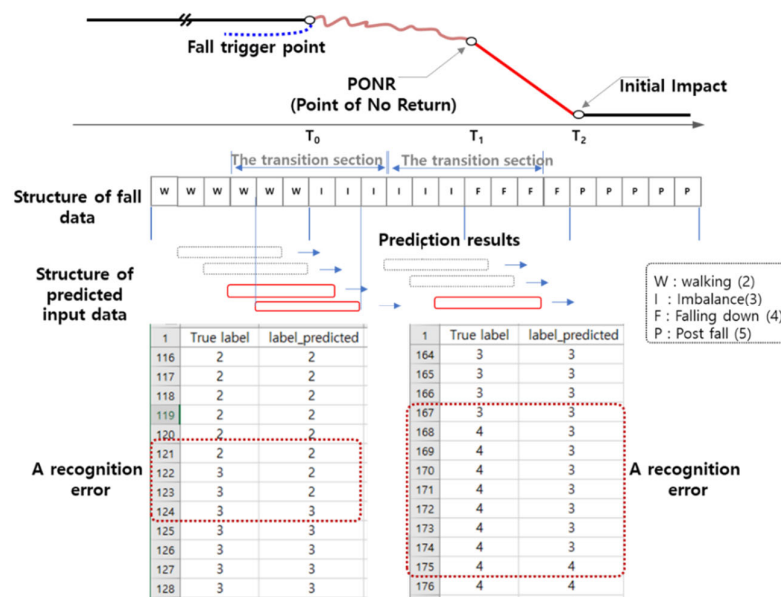 Fall trigger point
PONR
(Point of No Return)
Initial Impact
T0
T1
T2
The transition section
The transition section
Structure of fall
data
W W W W W W I I I I I I F F F F P P P P P
Prediction results
Structure of
predicted
input data
W : walking (2)
I : Imbalance(3)
F : Falling down (4)
P : Post fall (5)
1 True label label_predicted
116 2 2
117 2 2
118 2 2
119 2 2
120 2 2
121 2 2
122 3 2
123 3 2
124 3 3
125 3 3
126 3 3
127 3 3
128 3 3
A recognition
error
1 True label label_predicted
164 3 3
165 3 3
166 3 3
167 3 3
168 4 3
169 4 3
170 4 3
171 4 3
172 4 3
173 4 3
174 4 3
175 4 4
176 4 4
A recognition
error